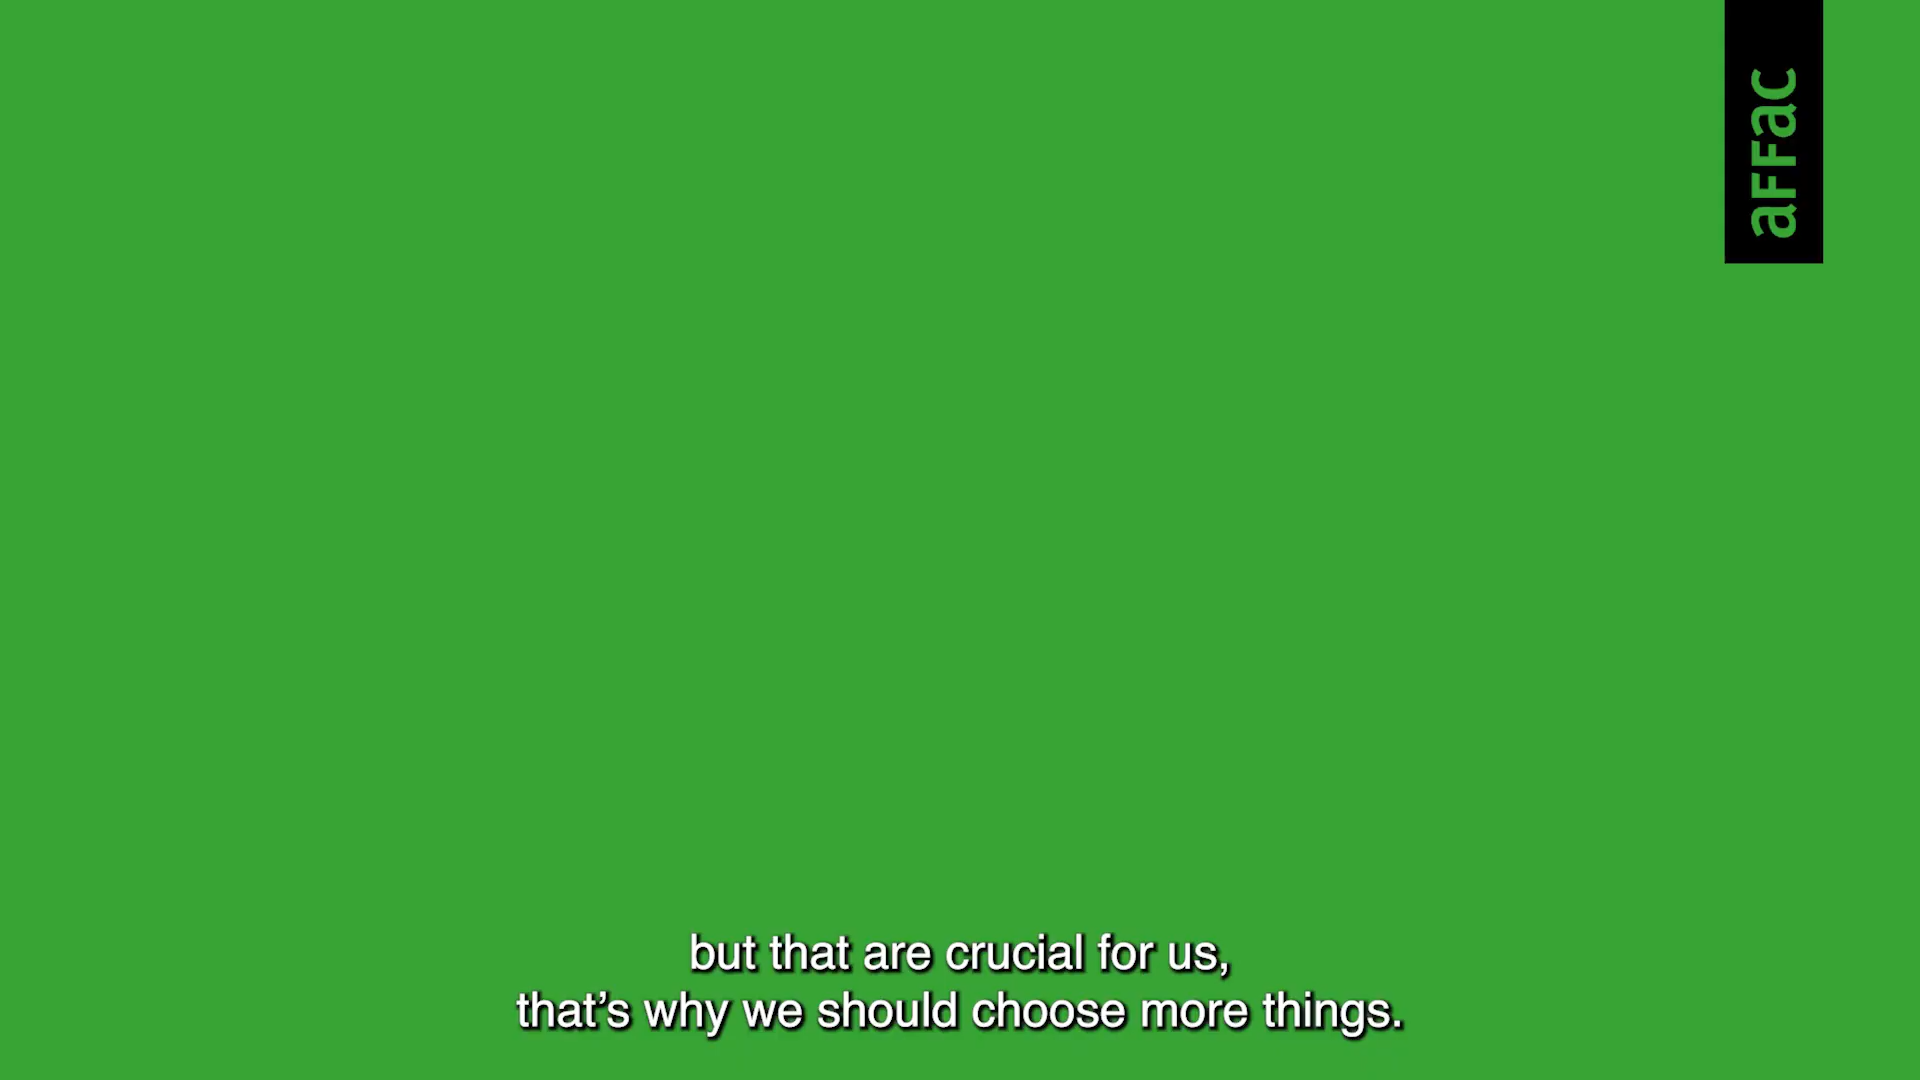 aFFac
but that are crucial for us,
that’s why we should choose more things.